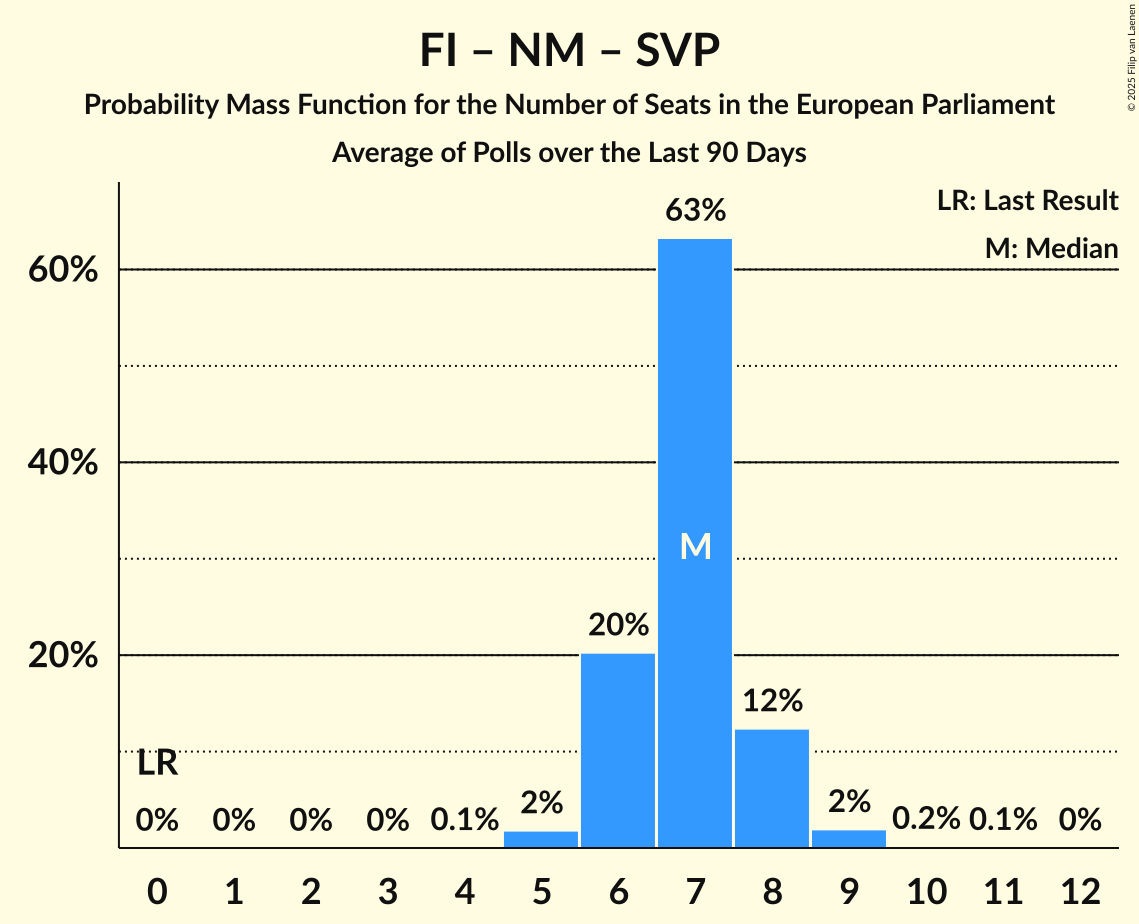 FI – NM – SVP
Probability Mass Function for the Number of Seats in the European Parliament
Average of Polls over the Last 90 Days
© 2025 Filip van Laenen
LR: Last Result
M: Median
63%
60%
40%
M
20%
20%
12%
LR
0%
0%
0%
0%
0.1%
2%
2%
0.2%
0.1%
0%
0 1 2 3 4 5 6 7 8 9 10 11 12